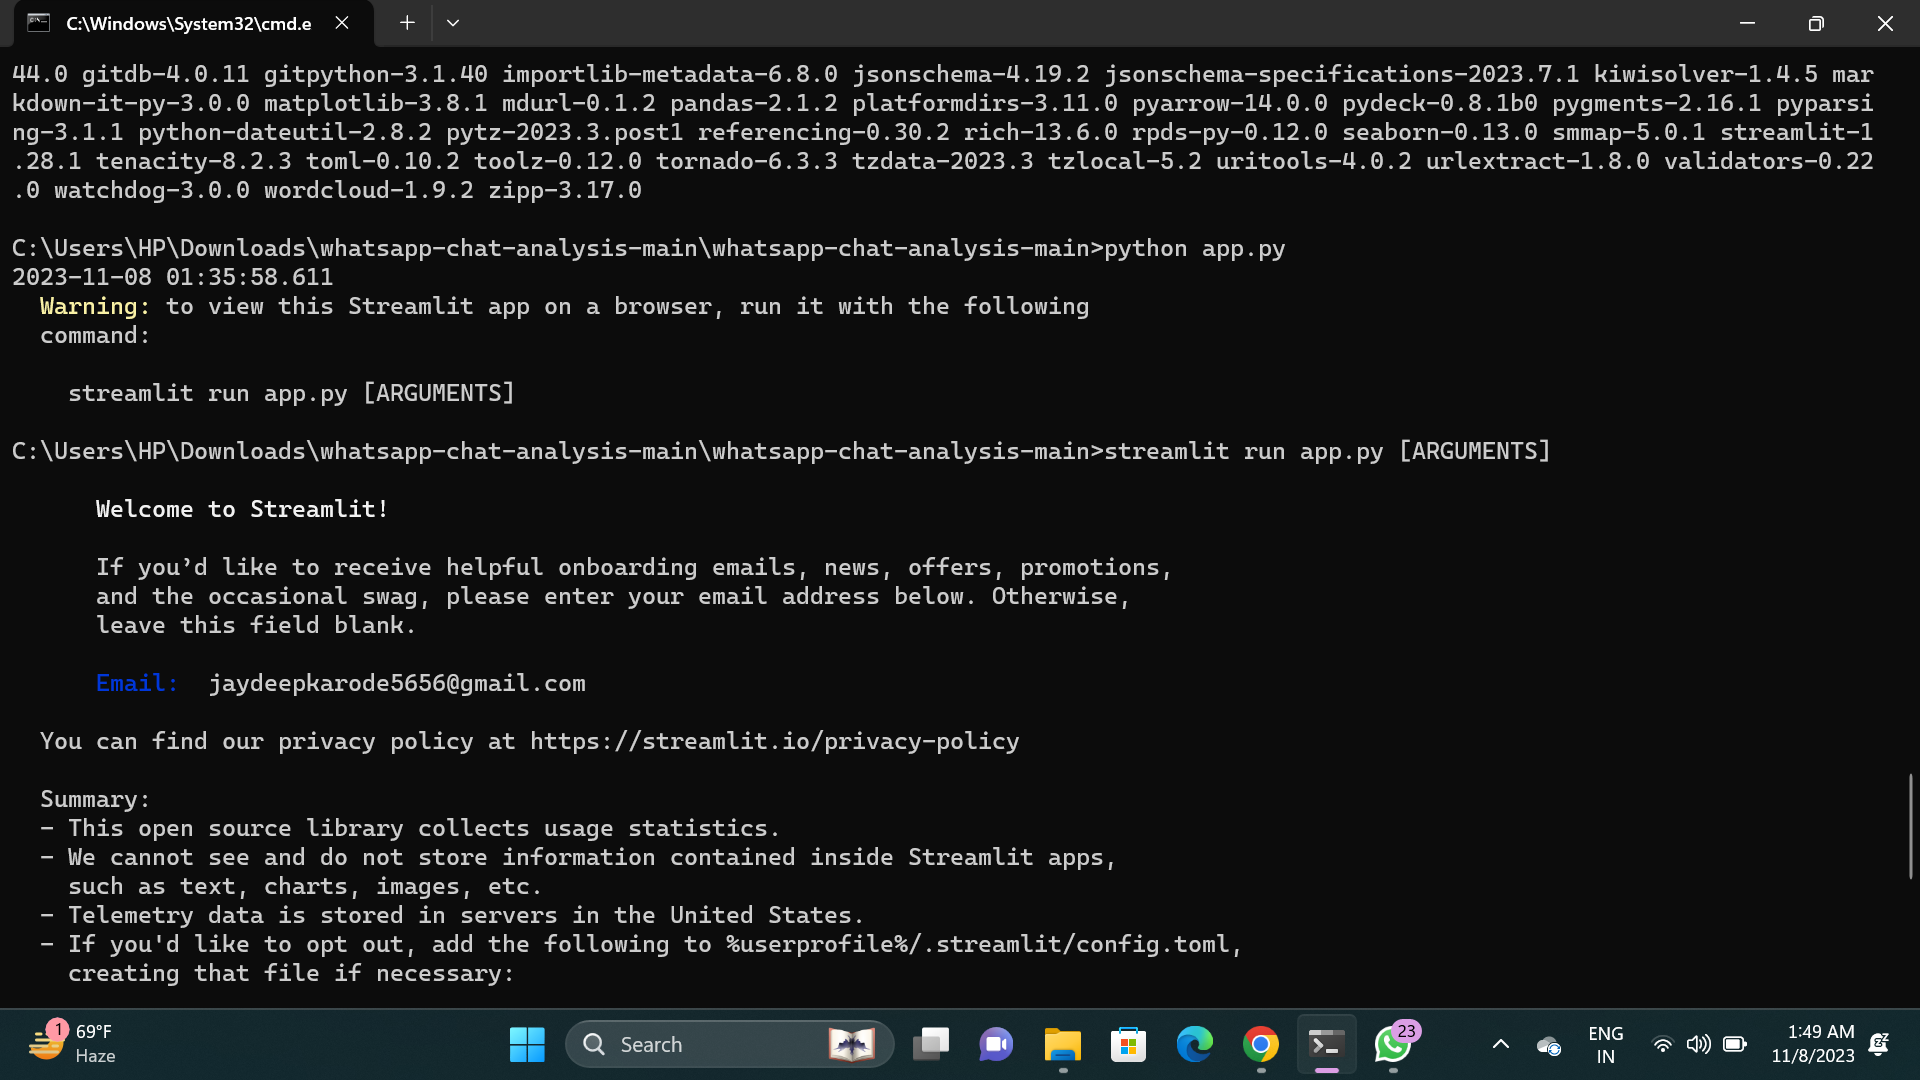 C:\Windows\System32\cmd.e
44.0 gitdb-4.0.11 gitpython-3.1.40 importlib-metadata-6.8.0 jsonschema-4.19.2 jsonschema-specifications-2023.7.1 kiwisolver-1.4.5 mar
kdown-it-py-3.0.0 matplotlib-3.8.1 mdurl-0.1.2 pandas-2.1.2 platformdirs-3.11.0 pyarrow-14.0.0 pydeck-0.8.1b0 pygments-2.16.1 pyparsi
ng-3.1.1 python-dateutil-2.8.2 pytz-2023.3.post1 referencing-0.30.2 rich-13.6.0 rpds-py-0.12.0 seaborn-0.13.0 smmap-5.0.1 streamlit-1
.28.1 tenacity-8.2.3 toml-0.10.2 toolz-0.12.0 tornado-6.3.3 tzdata-2023.3 tzlocal-5.2 uritools-4.0.2 urlextract-1.8.0 validators-0.22
.0 watchdog-3.0.0 wordcloud-1.9.2 zipp-3.17.0
C:\Users\HP\Downloads\whatsapp-chat-analysis-main\whatsapp-chat-analysis-main>python app.py
2023-11-08 01:35:58.611
Warning: to view this Streamlit app on a browser, run it with the following
command:
streamlit run app.py [ARGUMENTS]
C:\Users\HP\Downloads\whatsapp-chat-analysis-main\whatsapp-chat-analysis-main>streamlit run app.py [ARGUMENTS]
Welcome to Streamlit!
If you’d like to receive helpful onboarding emails, news, offers, promotions,
and the occasional swag, please enter your email address below. Otherwise,
leave this field blank.
Email: jaydeepkarode5656@gmail.com
You can find our privacy policy at https://streamlit.io/privacy-policy
Summary:
- This open source library collects usage statistics.
- We cannot see and do not store information contained inside Streamlit apps,
such as text, charts, images, etc.
- Telemetry data is stored in servers in the United States.
- If you'd like to opt out, add the following to %userprofile%/.streamlit/config.toml,
creating that file if necessary:
1
69°F
Haze
Search
23
ENG
IN
1:49 AM
11/8/2023